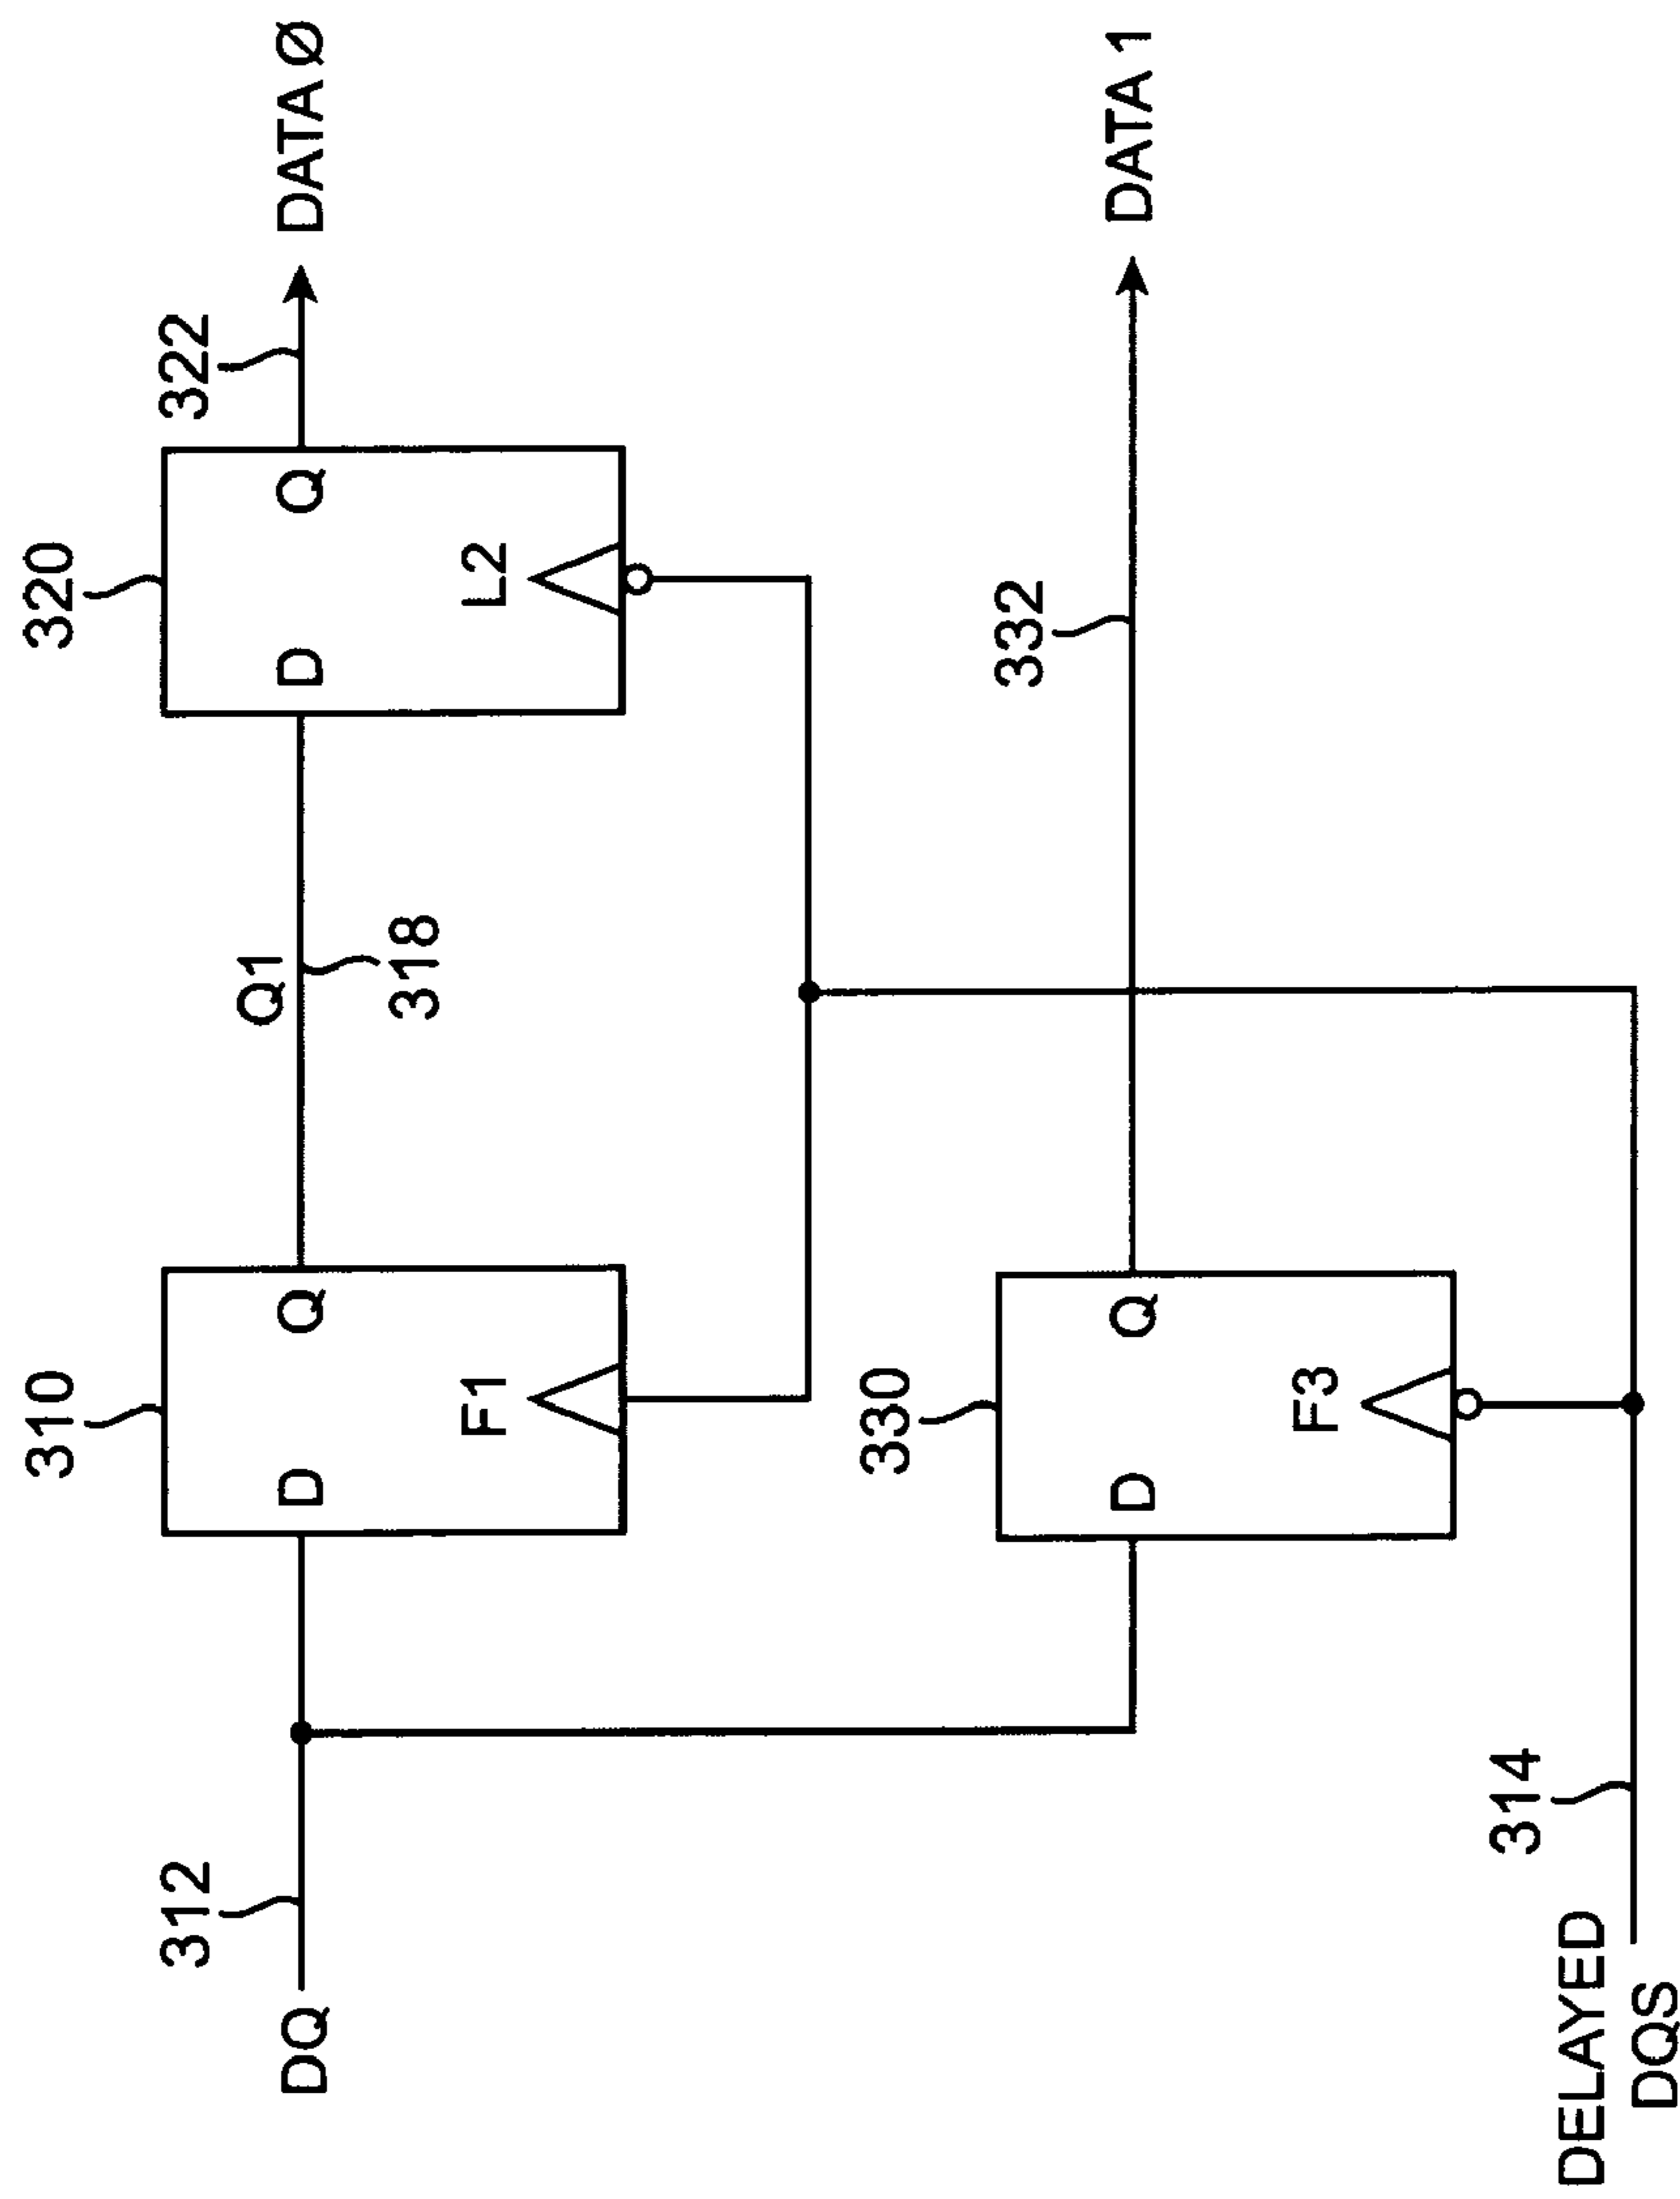 310
320
312
Q1
322
DQ
D
Q
D
Q
DATA Ø
318
F1
L2
330
332
D
Q
DATA 1
F3
314
DELAYED
DQS